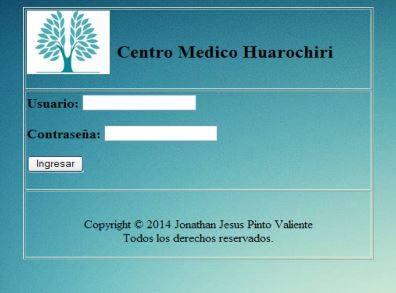 Centro Medico Huarochiri
Usuario:
Contraseña:
Ingresar
Copyright © 2014 Jonathan Jesus Pinto Valiente
Todos los derechos reservados.